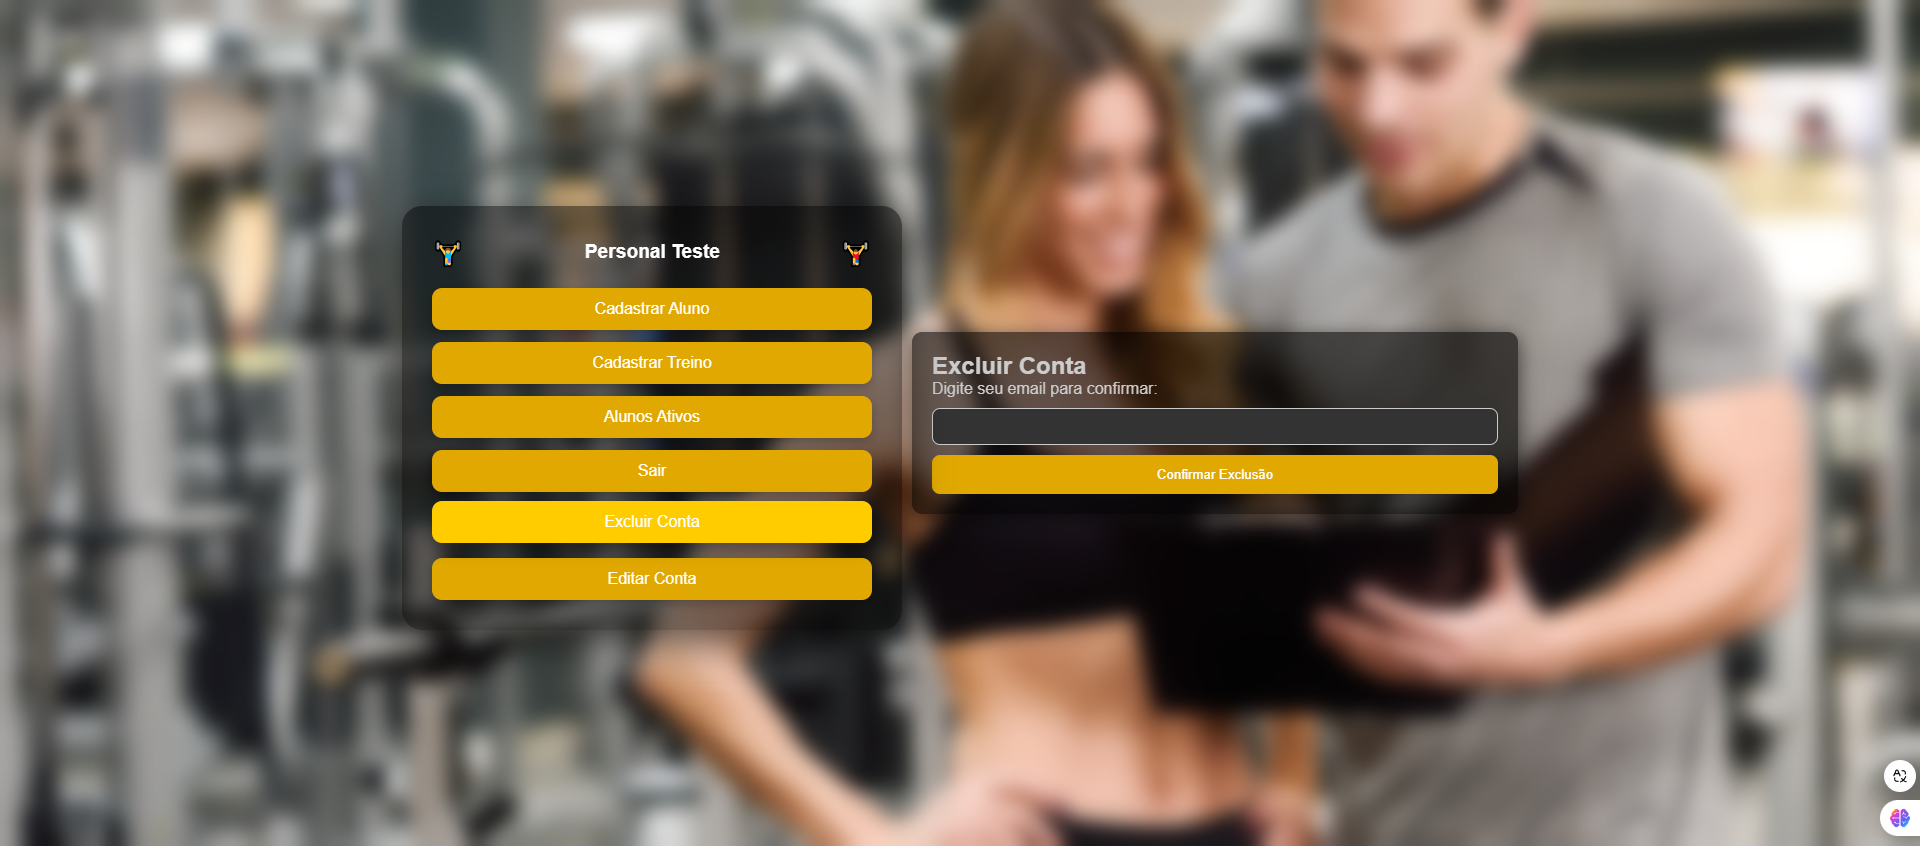 Personal Teste
Cadastrar Aluno
Cadastrar Treino
Alunos Ativos
Sair
Excluir Conta
Editar Conta
Excluir Conta
Digite seu email para confirmar:
Confirmar Exclusão